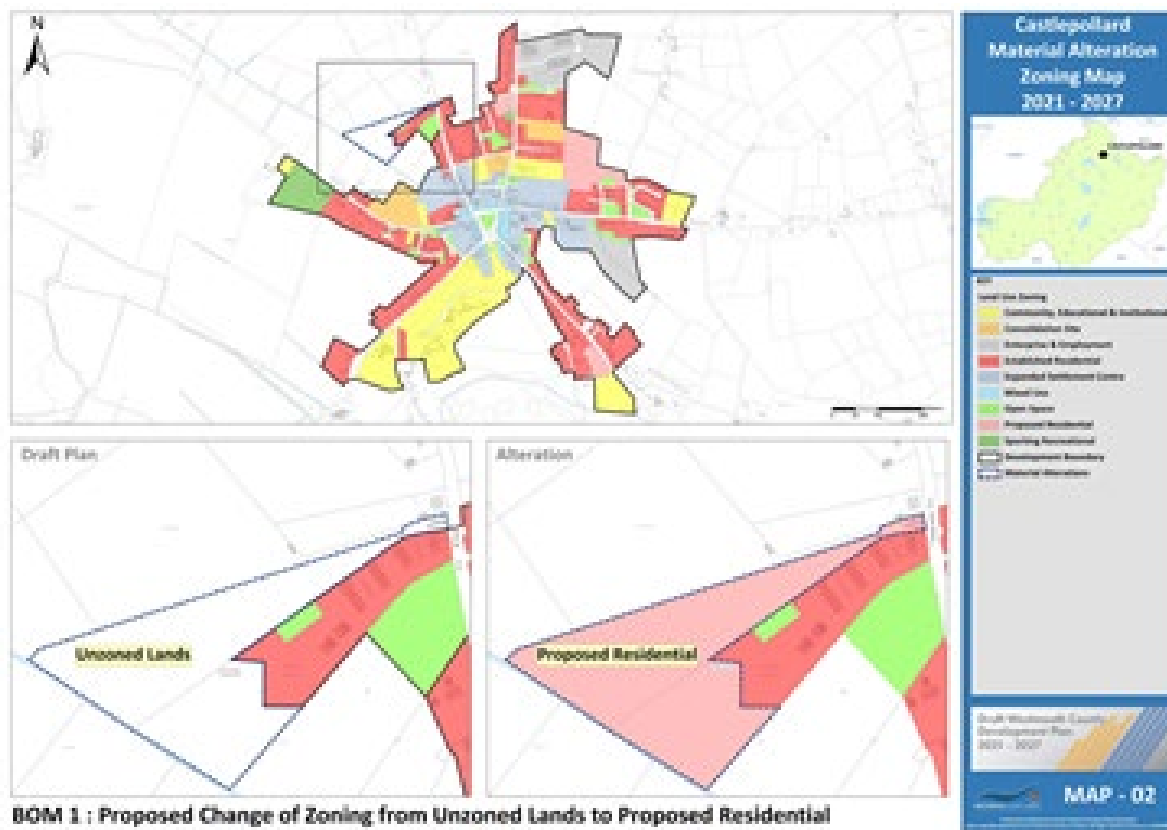 N
Castlepollard
Material Alteration
Zoning Map
2021 - 2027
KEY
Land Use Zoning
Community, Educational & Institutional
Consolidation Site
Enterprise & Employment
Established Residential
Expanded Settlement Centre
Mixed Use
Open Space
Proposed Residential
Sporting Recreational
Development Boundary
Material Alterations
Draft Plan
Unzoned Lands
Alteration
Proposed Residential
Draft Westmeath County
Development Plan
2021 - 2027
MAP - 02
BOM 1 : Proposed Change of Zoning from Unzoned Lands to Proposed Residential